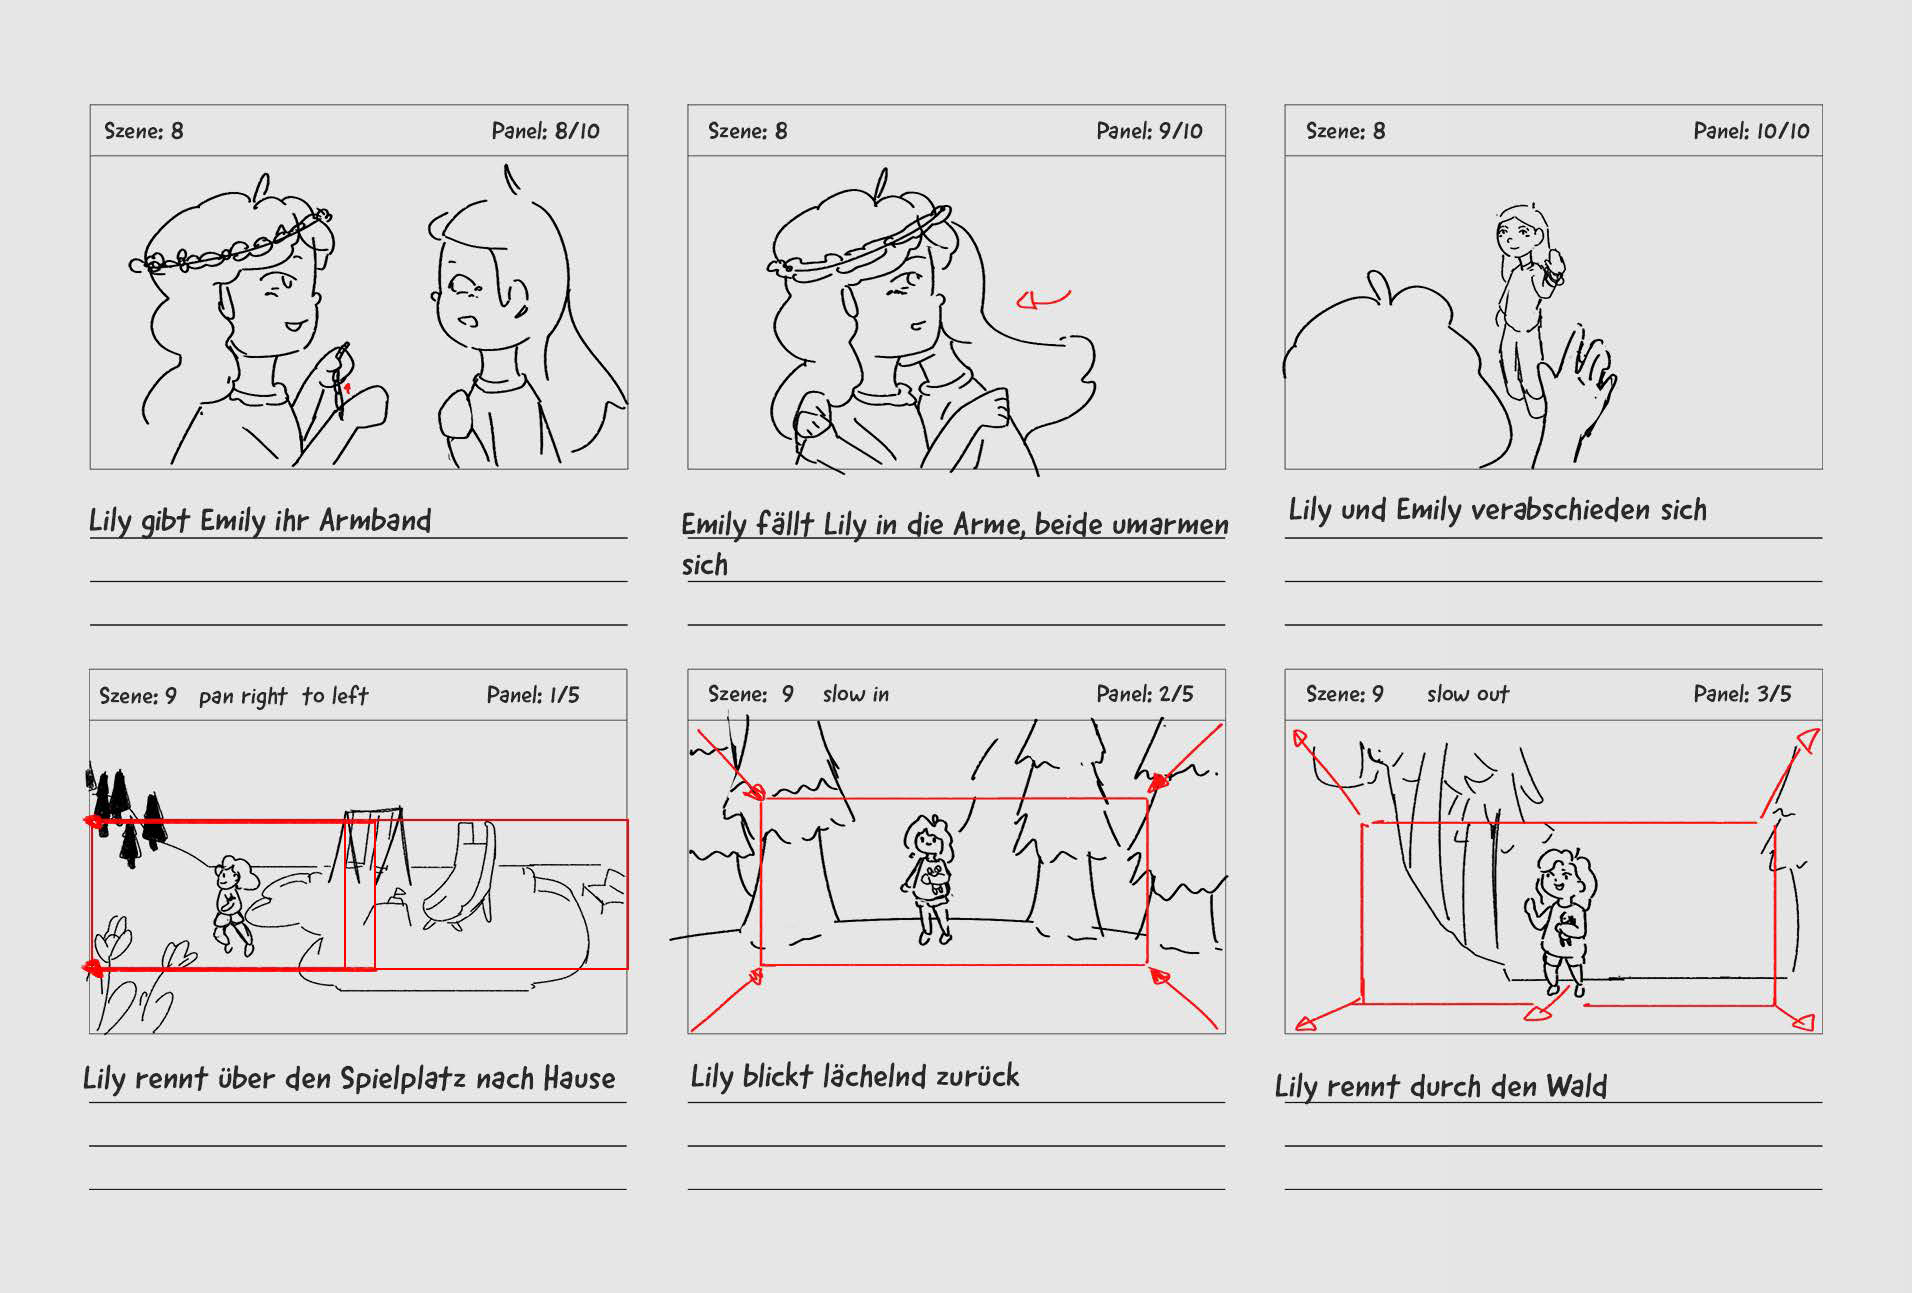 Szene: 8 Panel: 8/10
Lily gibt Emily ihr Armband
Szene: 8 Panel: 9/10
Emily fällt Lily in die Arme, beide umarmen
sich
Szene: 8 Panel: 10/10
Lily und Emily verabschieden sich
Szene: 9 pan right to left Panel: 1/5
Lily rennt über den Spielplatz nach Hause
Szene: 9 slow in Panel: 2/5
Lily blickt lächelnd zurück
Szene: 9 slow out Panel: 3/5
Lily rennt durch den Wald